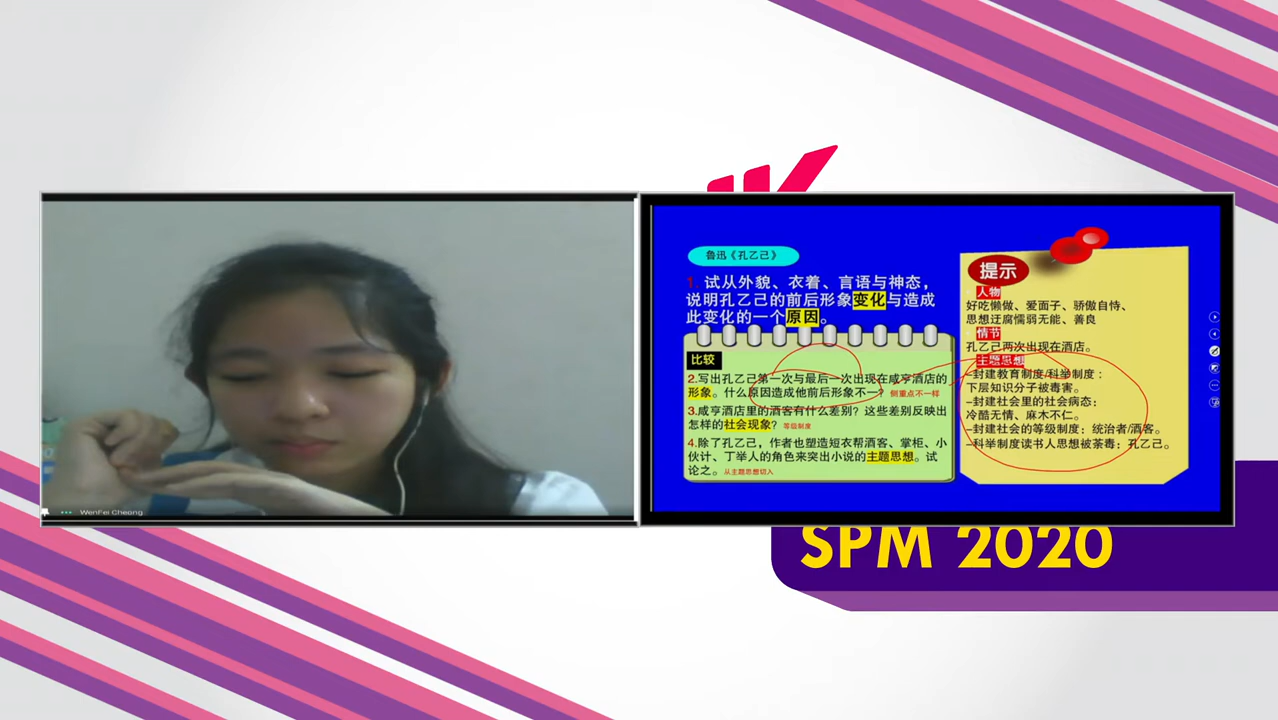 WenFei Cheong
鲁迅《孔乙己》
1. 试从外貌、衣着、言语与神态，
说明孔乙己的前后形象变化与造成
此变化的一个原因。
比较
2.写出孔乙己第一次与最后一次出现在咸亨酒店的
形象。什么原因造成他前后形象不一？ 侧重点不一样
3.咸亨酒店里的酒客有什么差别？这些差别反映出
怎样的社会现象？ 等级制度
4.除了孔乙己，作者也塑造短衣帮酒客、掌柜、小
伙计、丁举人的角色来突出小说的主题思想。试
论之。 从主题思想切入
提示
人物
好吃懒做、爱面子、骄傲自恃、
思想迂腐懦弱无能、善良
情节
孔乙己两次出现在酒店。
主题思想
–封建教育制度/科举制度：
下层知识分子被毒害。
–封建社会里的社会病态：
冷酷无情、麻木不仁。
–封建社会的等级制度：统治者/酒客。
–科举制度读书人思想被荼毒：孔乙己。
SPM 2020